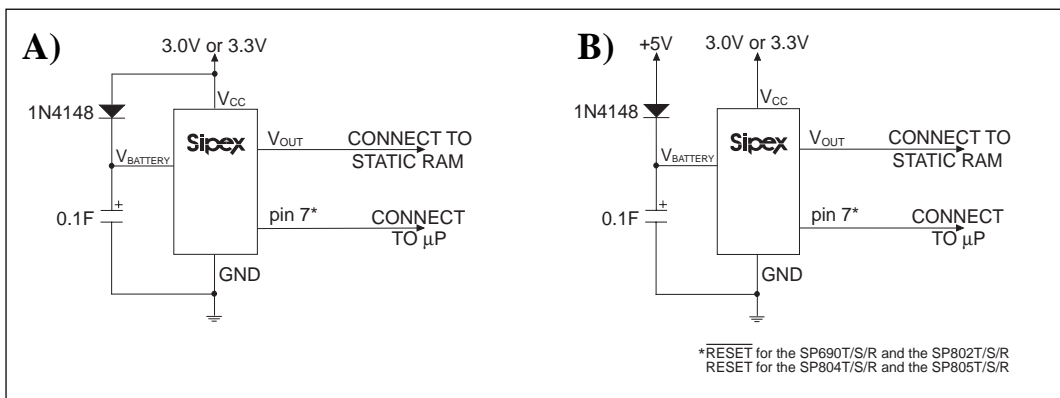 A)
3.0V or 3.3V
1N4148
VCC
Sipex
VOUT
CONNECT TO
STATIC RAM
VBATTERY
0.1F
+
pin 7*
CONNECT
TO µP
GND
B)
+5V
3.0V or 3.3V
1N4148
VCC
Sipex
VOUT
CONNECT TO
STATIC RAM
VBATTERY
0.1F
+
pin 7*
CONNECT
TO µP
GND
*RESET for the SP690T/S/R and the SP802T/S/R
RESET for the SP804T/S/R and the SP805T/S/R